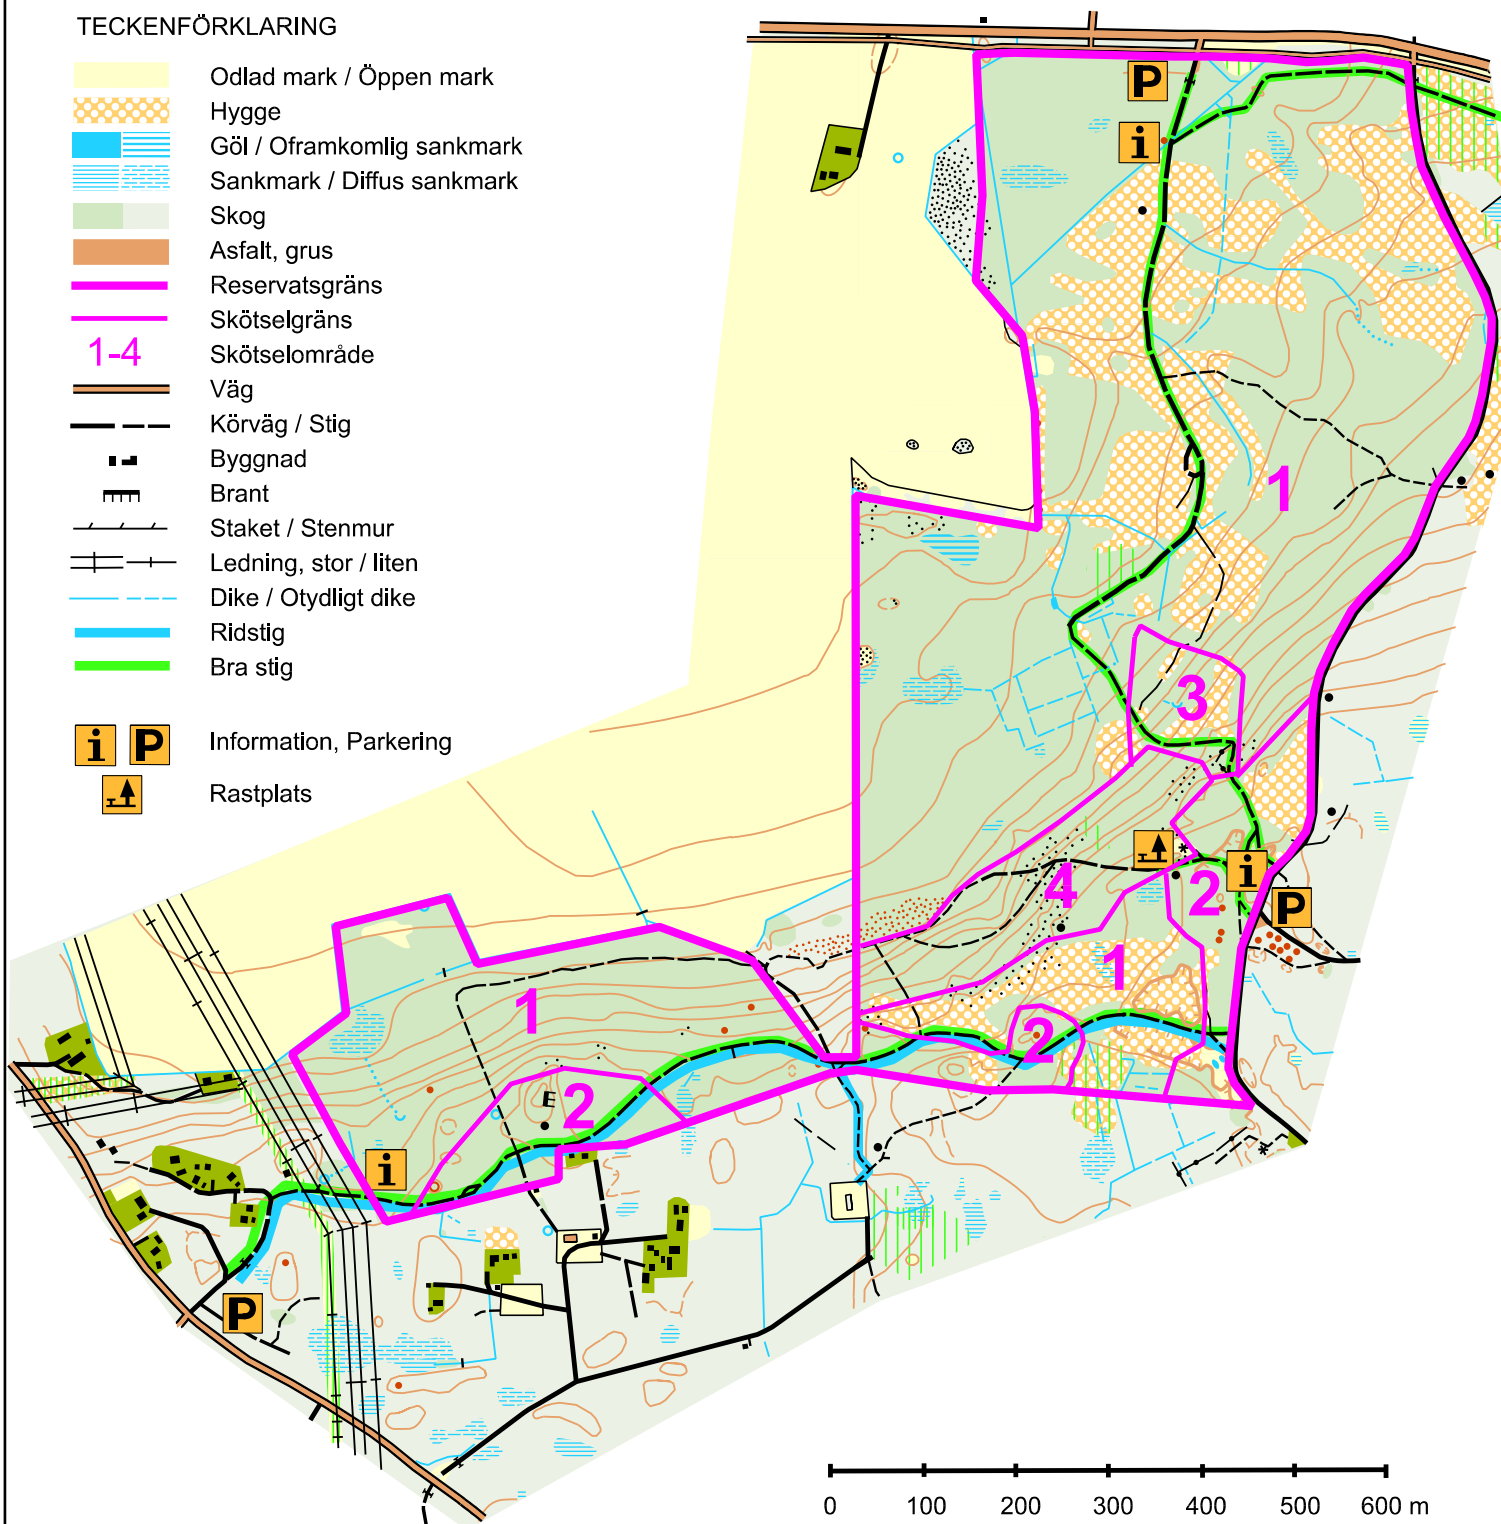 TECKENFÖRKLARING
Odlad mark / Öppen mark
Hygge
Göl / Oframkomlig sankmark
Sankmark / Diffus sankmark
Skog
Asfalt, grus
Reservatsgräns
Skötselgräns
1-4 Skötselområde
Väg
Körväg / Stig
Byggnad
Brant
Staket / Stenmur
Ledning, stor / liten
Dike / Otydligt dike
Ridstig
Bra stig
i P Information, Parkering
Rastplats
P
i
1
3
4
2
i
P
1
2
1
2
i
P
0 100 200 300 400 500 600 m